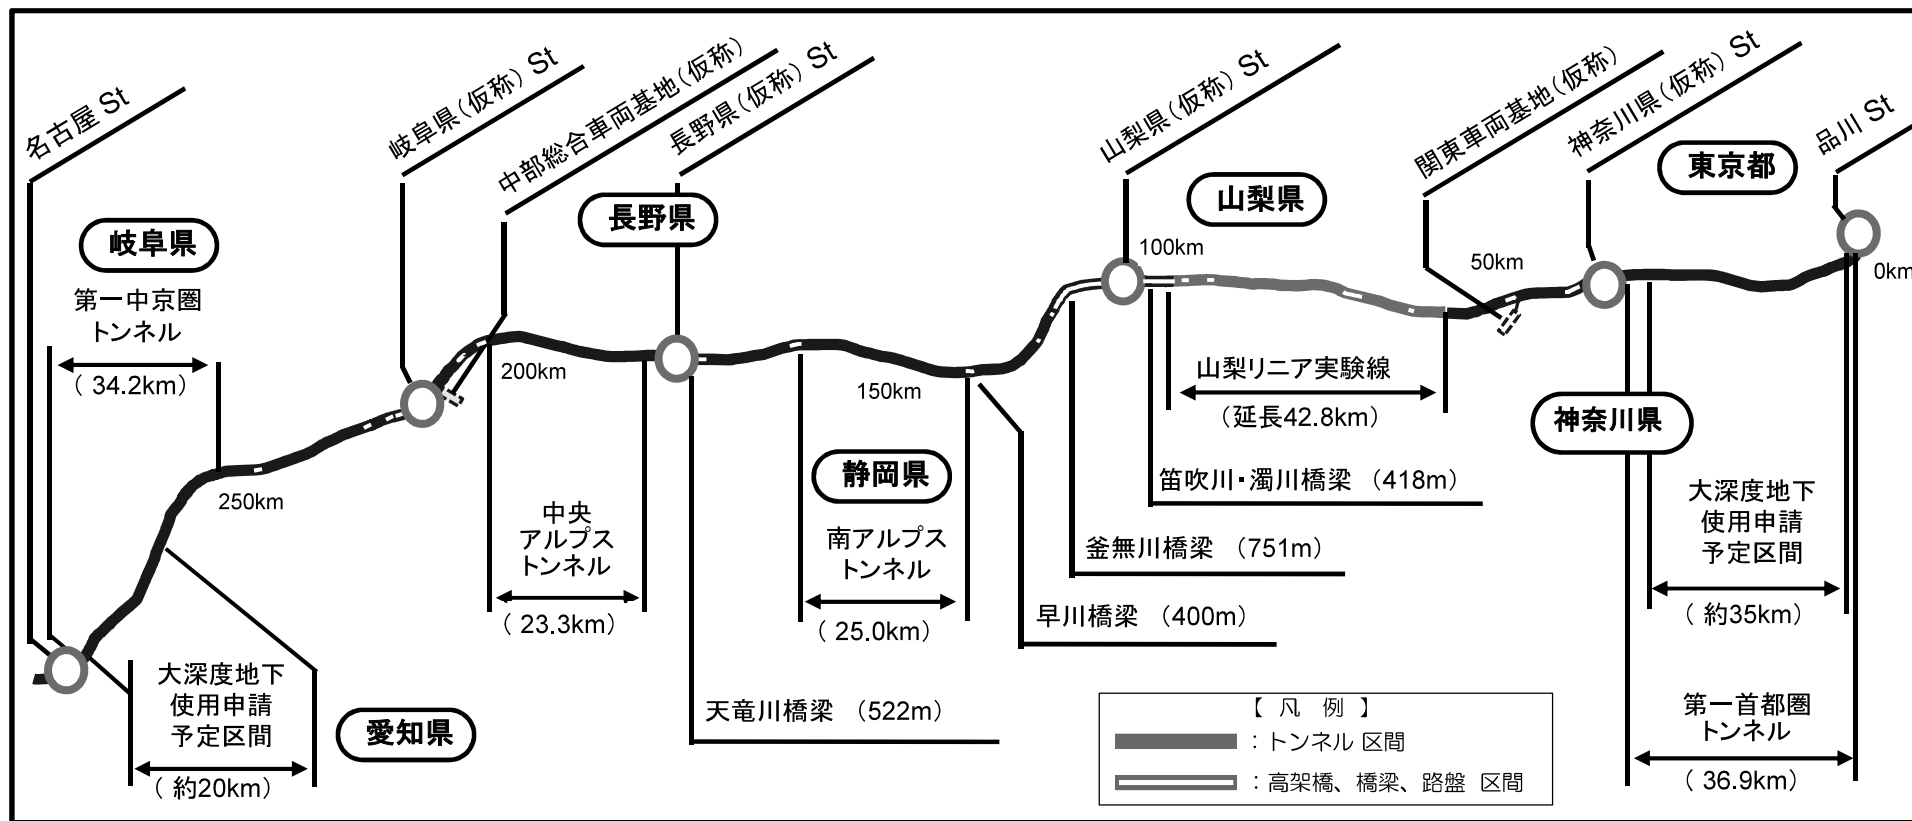 名古屋 St
岐阜県(仮称) St
中部総合車両基地(仮称)
長野県(仮称) St
山梨県(仮称) St
関東車両基地(仮称)
神奈川県(仮称) St
品川 St
岐阜県
長野県
山梨県
東京都
静岡県
神奈川県
愛知県
0km
50km
100km
150km
200km
250km
第一中京圏
トンネル
( 34.2km)
大深度地下
使用申請
予定区間
( 約20km)
中央
アルプス
トンネル
( 23.3km)
天竜川橋梁 (522m)
南アルプス
トンネル
( 25.0km)
早川橋梁 (400m)
釜無川橋梁 (751m)
笛吹川・濁川橋梁 (418m)
山梨リニア実験線
(延長42.8km)
大深度地下
使用申請
予定区間
( 約35km)
第一首都圏
トンネル
( 36.9km)
【 凡 例 】
: トンネル 区間
: 高架橋、橋梁、路盤 区間